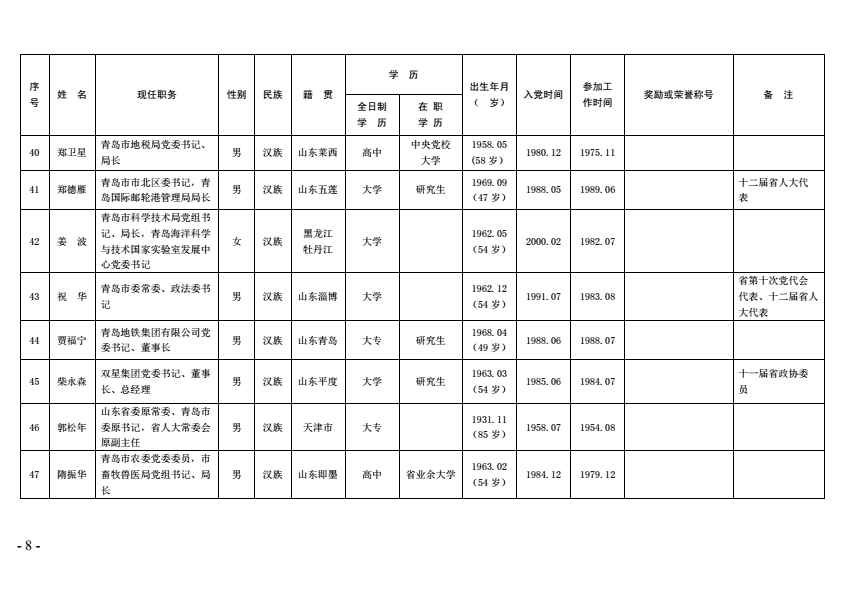 序号 姓 名 现任职务 性别 民族 籍 贯 学 历 出生年月（ 岁） 入党时间 参加工作时间 奖励或荣誉称号 备 注
全日制学 历 在 职学 历
40 郑卫星 青岛市地税局党委书记、局长 男 汉族 山东莱西 高中 中央党校大学 1958.05(58 岁) 1980.12 1975.11
41 郑德雁 青岛市市北区委书记，青岛国际邮轮港管理局局长 男 汉族 山东五莲 大学 研究生 1969.09（47 岁） 1988.05 1989.06 十二届省人大代表
42 姜 波 青岛市科学技术局党组书记、局长，青岛海洋科学与技术国家实验室发展中心党委书记 女 汉族 黑龙江牡丹江 大学 1962.05（54 岁） 2000.02 1982.07
43 祝 华 青岛市委常委、政法委书记 男 汉族 山东淄博 大学 1962.12（54 岁） 1991.07 1983.08 省第十次党代会代表、十二届省人大代表
44 贾福宁 青岛地铁集团有限公司党委书记、董事长 男 汉族 山东青岛 大专 研究生 1968.04（49 岁） 1988.06 1988.07
45 柴永森 双星集团党委书记、董事长、总经理 男 汉族 山东平度 大学 研究生 1963.03（54 岁） 1985.06 1984.07 十一届省政协委员
46 郭松年 山东省委原常委、青岛市委原书记，省人大常委会原副主任 男 汉族 天津市 大专 1931.11（85 岁） 1958.07 1954.08
47 隋振华 青岛市农委党委委员，市畜牧兽医局党组书记、局长 男 汉族 山东即墨 高中 省业余大学 1963.02（54 岁） 1984.12 1979.12
- 8 -